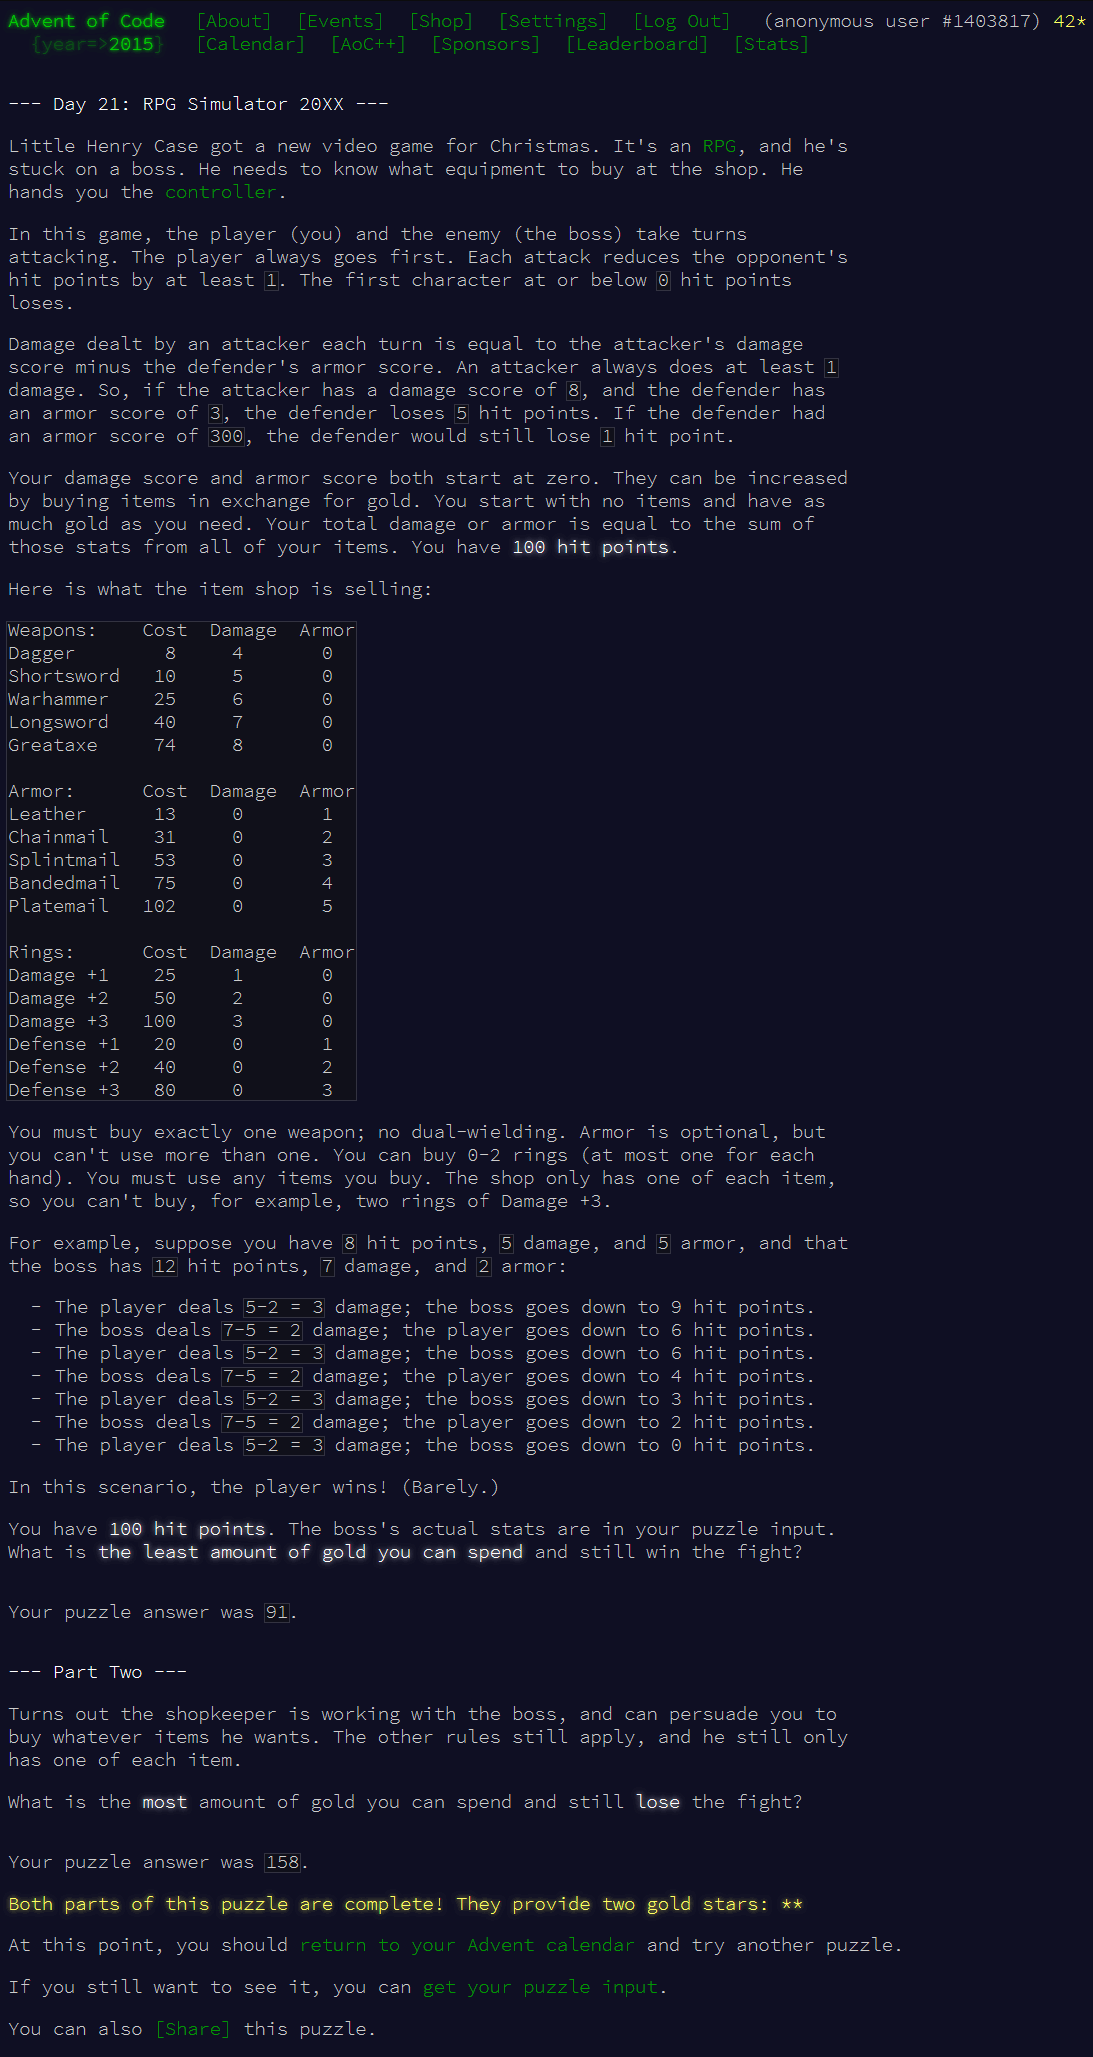 Advent of Code [About] [Events] [Shop] [Settings] [Log Out] (anonymous user #1403817) 42*
{year=>2015} [Calendar] [AoC++] [Sponsors] [Leaderboard] [Stats]
--- Day 21: RPG Simulator 20XX ---
Little Henry Case got a new video game for Christmas. It's an RPG, and he's
stuck on a boss. He needs to know what equipment to buy at the shop. He
hands you the controller.
In this game, the player (you) and the enemy (the boss) take turns
attacking. The player always goes first. Each attack reduces the opponent's
hit points by at least 1. The first character at or below 0 hit points
loses.
Damage dealt by an attacker each turn is equal to the attacker's damage
score minus the defender's armor score. An attacker always does at least 1
damage. So, if the attacker has a damage score of 8, and the defender has
an armor score of 3, the defender loses 5 hit points. If the defender had
an armor score of 300, the defender would still lose 1 hit point.
Your damage score and armor score both start at zero. They can be increased
by buying items in exchange for gold. You start with no items and have as
much gold as you need. Your total damage or armor is equal to the sum of
those stats from all of your items. You have 100 hit points.
Here is what the item shop is selling:
Weapons:    Cost  Damage  Armor
Dagger        8     4       0
Shortsword   10     5       0
Warhammer    25     6       0
Longsword    40     7       0
Greataxe     74     8       0
Armor:      Cost  Damage  Armor
Leather      13     0       1
Chainmail    31     0       2
Splintmail   53     0       3
Bandedmail   75     0       4
Platemail   102     0       5
Rings:      Cost  Damage  Armor
Damage +1    25     1       0
Damage +2    50     2       0
Damage +3   100     3       0
Defense +1   20     0       1
Defense +2   40     0       2
Defense +3   80     0       3
You must buy exactly one weapon; no dual-wielding. Armor is optional, but
you can't use more than one. You can buy 0-2 rings (at most one for each
hand). You must use any items you buy. The shop only has one of each item,
so you can't buy, for example, two rings of Damage +3.
For example, suppose you have 8 hit points, 5 damage, and 5 armor, and that
the boss has 12 hit points, 7 damage, and 2 armor:
- The player deals 5-2 = 3 damage; the boss goes down to 9 hit points.
- The boss deals 7-5 = 2 damage; the player goes down to 6 hit points.
- The player deals 5-2 = 3 damage; the boss goes down to 6 hit points.
- The boss deals 7-5 = 2 damage; the player goes down to 4 hit points.
- The player deals 5-2 = 3 damage; the boss goes down to 3 hit points.
- The boss deals 7-5 = 2 damage; the player goes down to 2 hit points.
- The player deals 5-2 = 3 damage; the boss goes down to 0 hit points.
In this scenario, the player wins! (Barely.)
You have 100 hit points. The boss's actual stats are in your puzzle input.
What is the least amount of gold you can spend and still win the fight?
Your puzzle answer was 91.
--- Part Two ---
Turns out the shopkeeper is working with the boss, and can persuade you to
buy whatever items he wants. The other rules still apply, and he still only
has one of each item.
What is the most amount of gold you can spend and still lose the fight?
Your puzzle answer was 158.
Both parts of this puzzle are complete! They provide two gold stars: **
At this point, you should return to your Advent calendar and try another puzzle.
If you still want to see it, you can get your puzzle input.
You can also [Share] this puzzle.